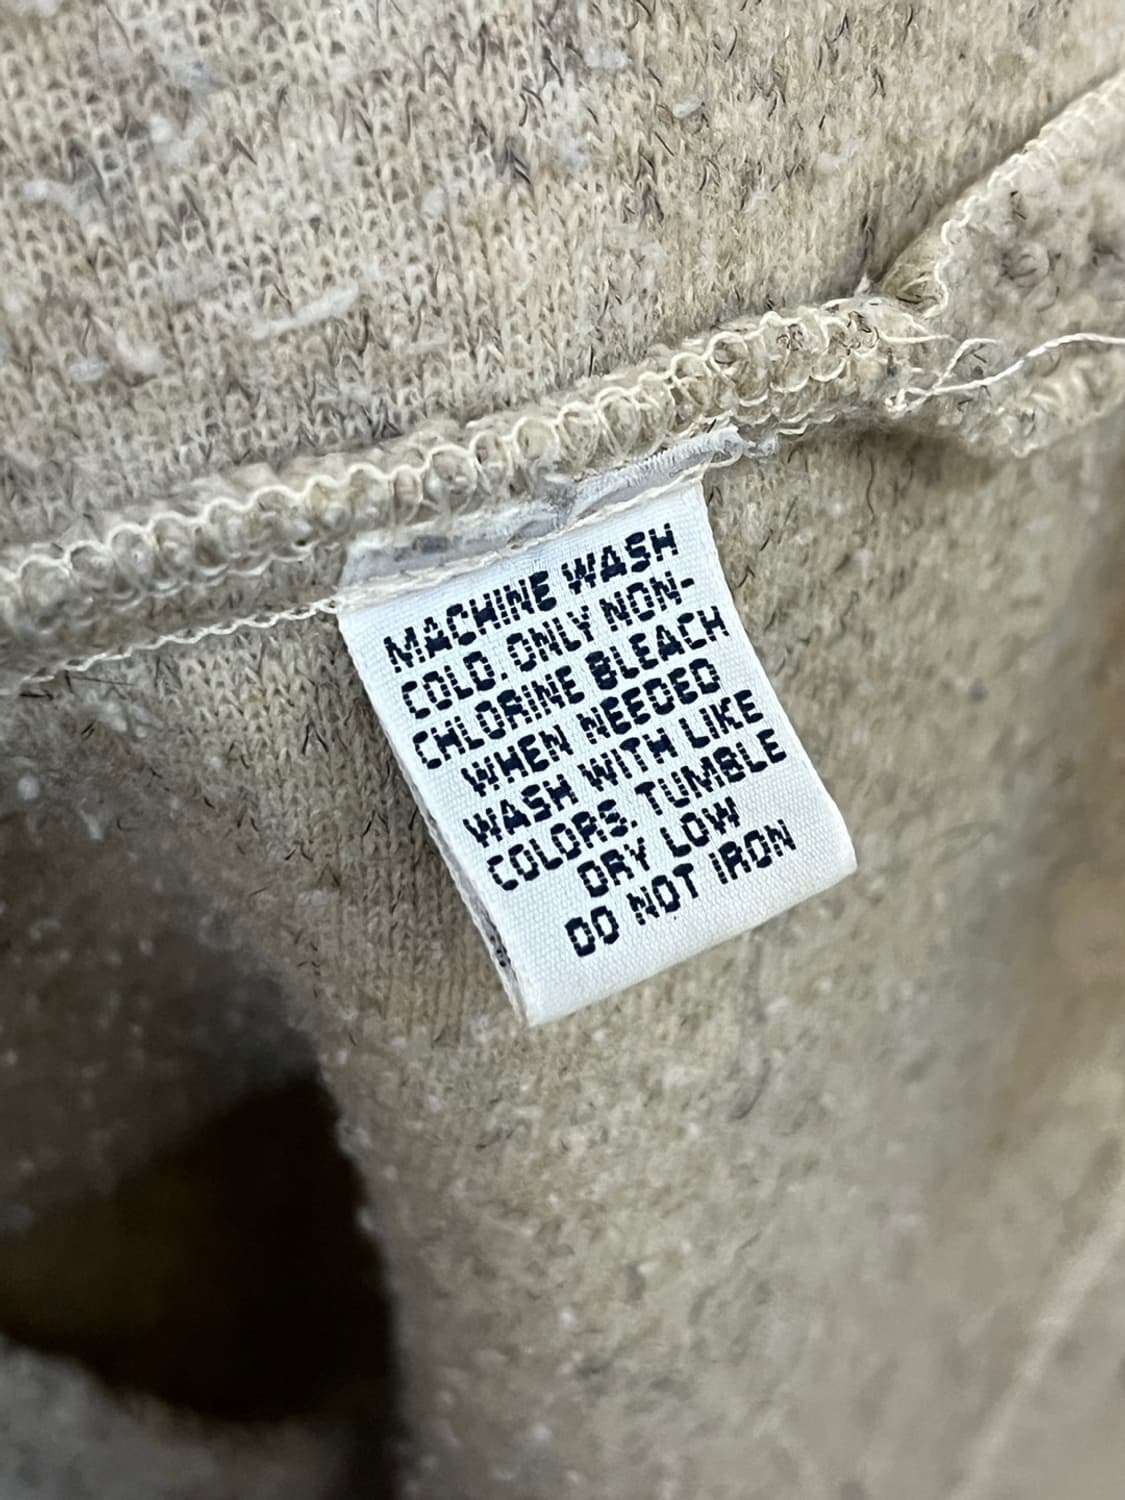 MACHINE WASH
COLD. ONLY NON-
CHLORINE BLEACH
WHEN NEEDED
WASH WITH LIKE
COLORS. TUMBLE
DRY LOW
DO NOT IRON